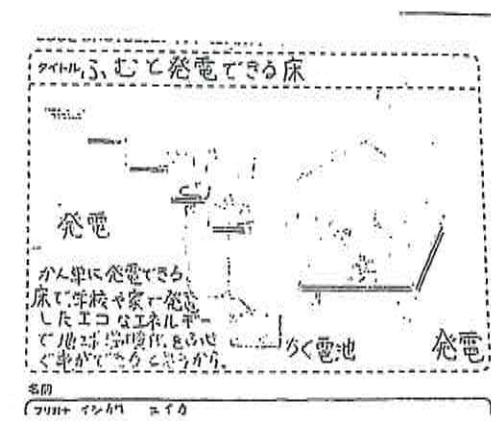 タイトル ふむと発電できる床
発電
かん単に発電できる
床で学校や家で発電
したエコなエネルギー
で地球温暖化をふせ
ぐ事ができると思うから。
ちく電池
発電
名前
フリガナ イシカワ